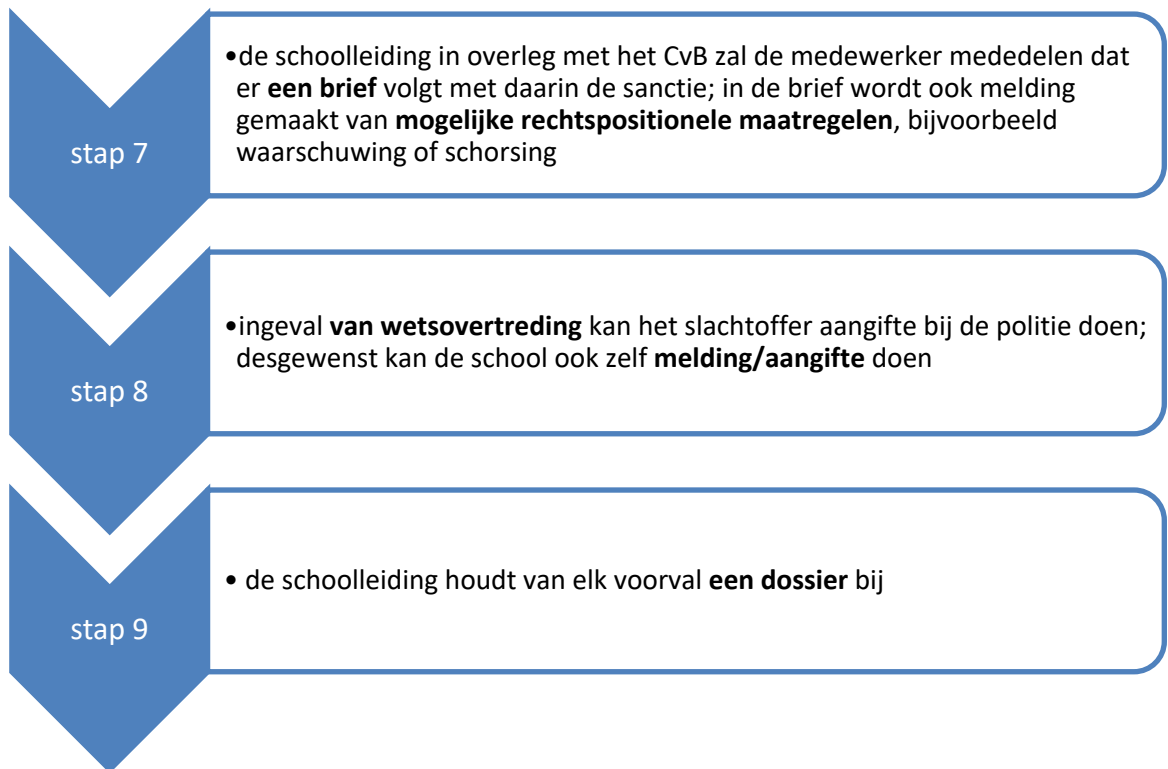 stap 7
•de schoolleiding in overleg met het CvB zal de medewerker mededelen dat
er een brief volgt met daarin de sanctie; in de brief wordt ook melding
gemaakt van mogelijke rechtspositionele maatregelen, bijvoorbeeld
waarschuwing of schorsing
stap 8
•ingeval van wetsovertreding kan het slachtoffer aangifte bij de politie doen;
desgewenst kan de school ook zelf melding/aangifte doen
stap 9
• de schoolleiding houdt van elk voorval een dossier bij